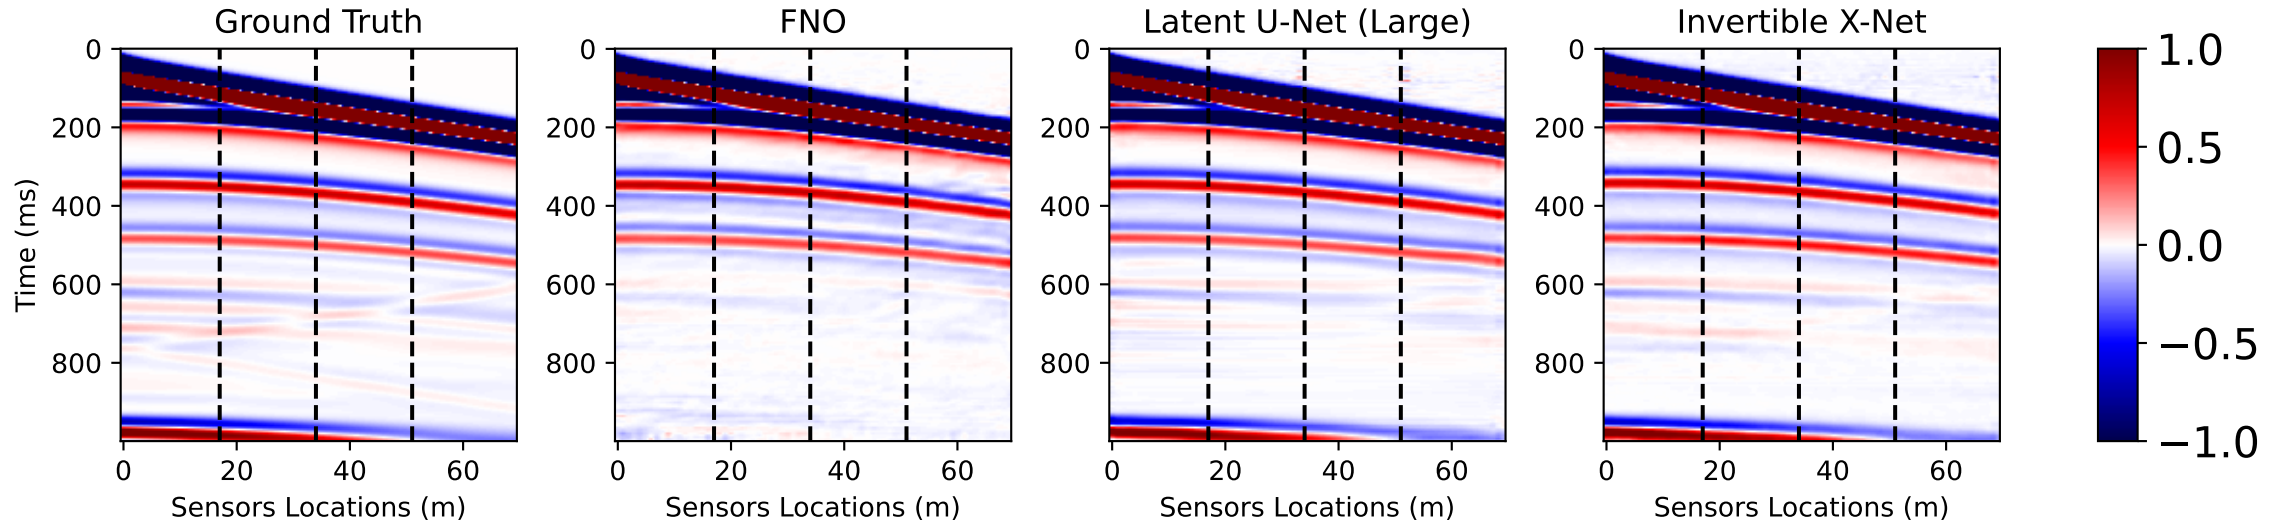 Ground Truth
FNO
Latent U-Net (Large)
Invertible X-Net
Time (ms)
0
200
400
600
800
0 20 40 60
Sensors Locations (m)
0
200
400
600
800
0 20 40 60
Sensors Locations (m)
0
200
400
600
800
0 20 40 60
Sensors Locations (m)
0
200
400
600
800
0 20 40 60
Sensors Locations (m)
1.0
0.5
0.0
−0.5
−1.0